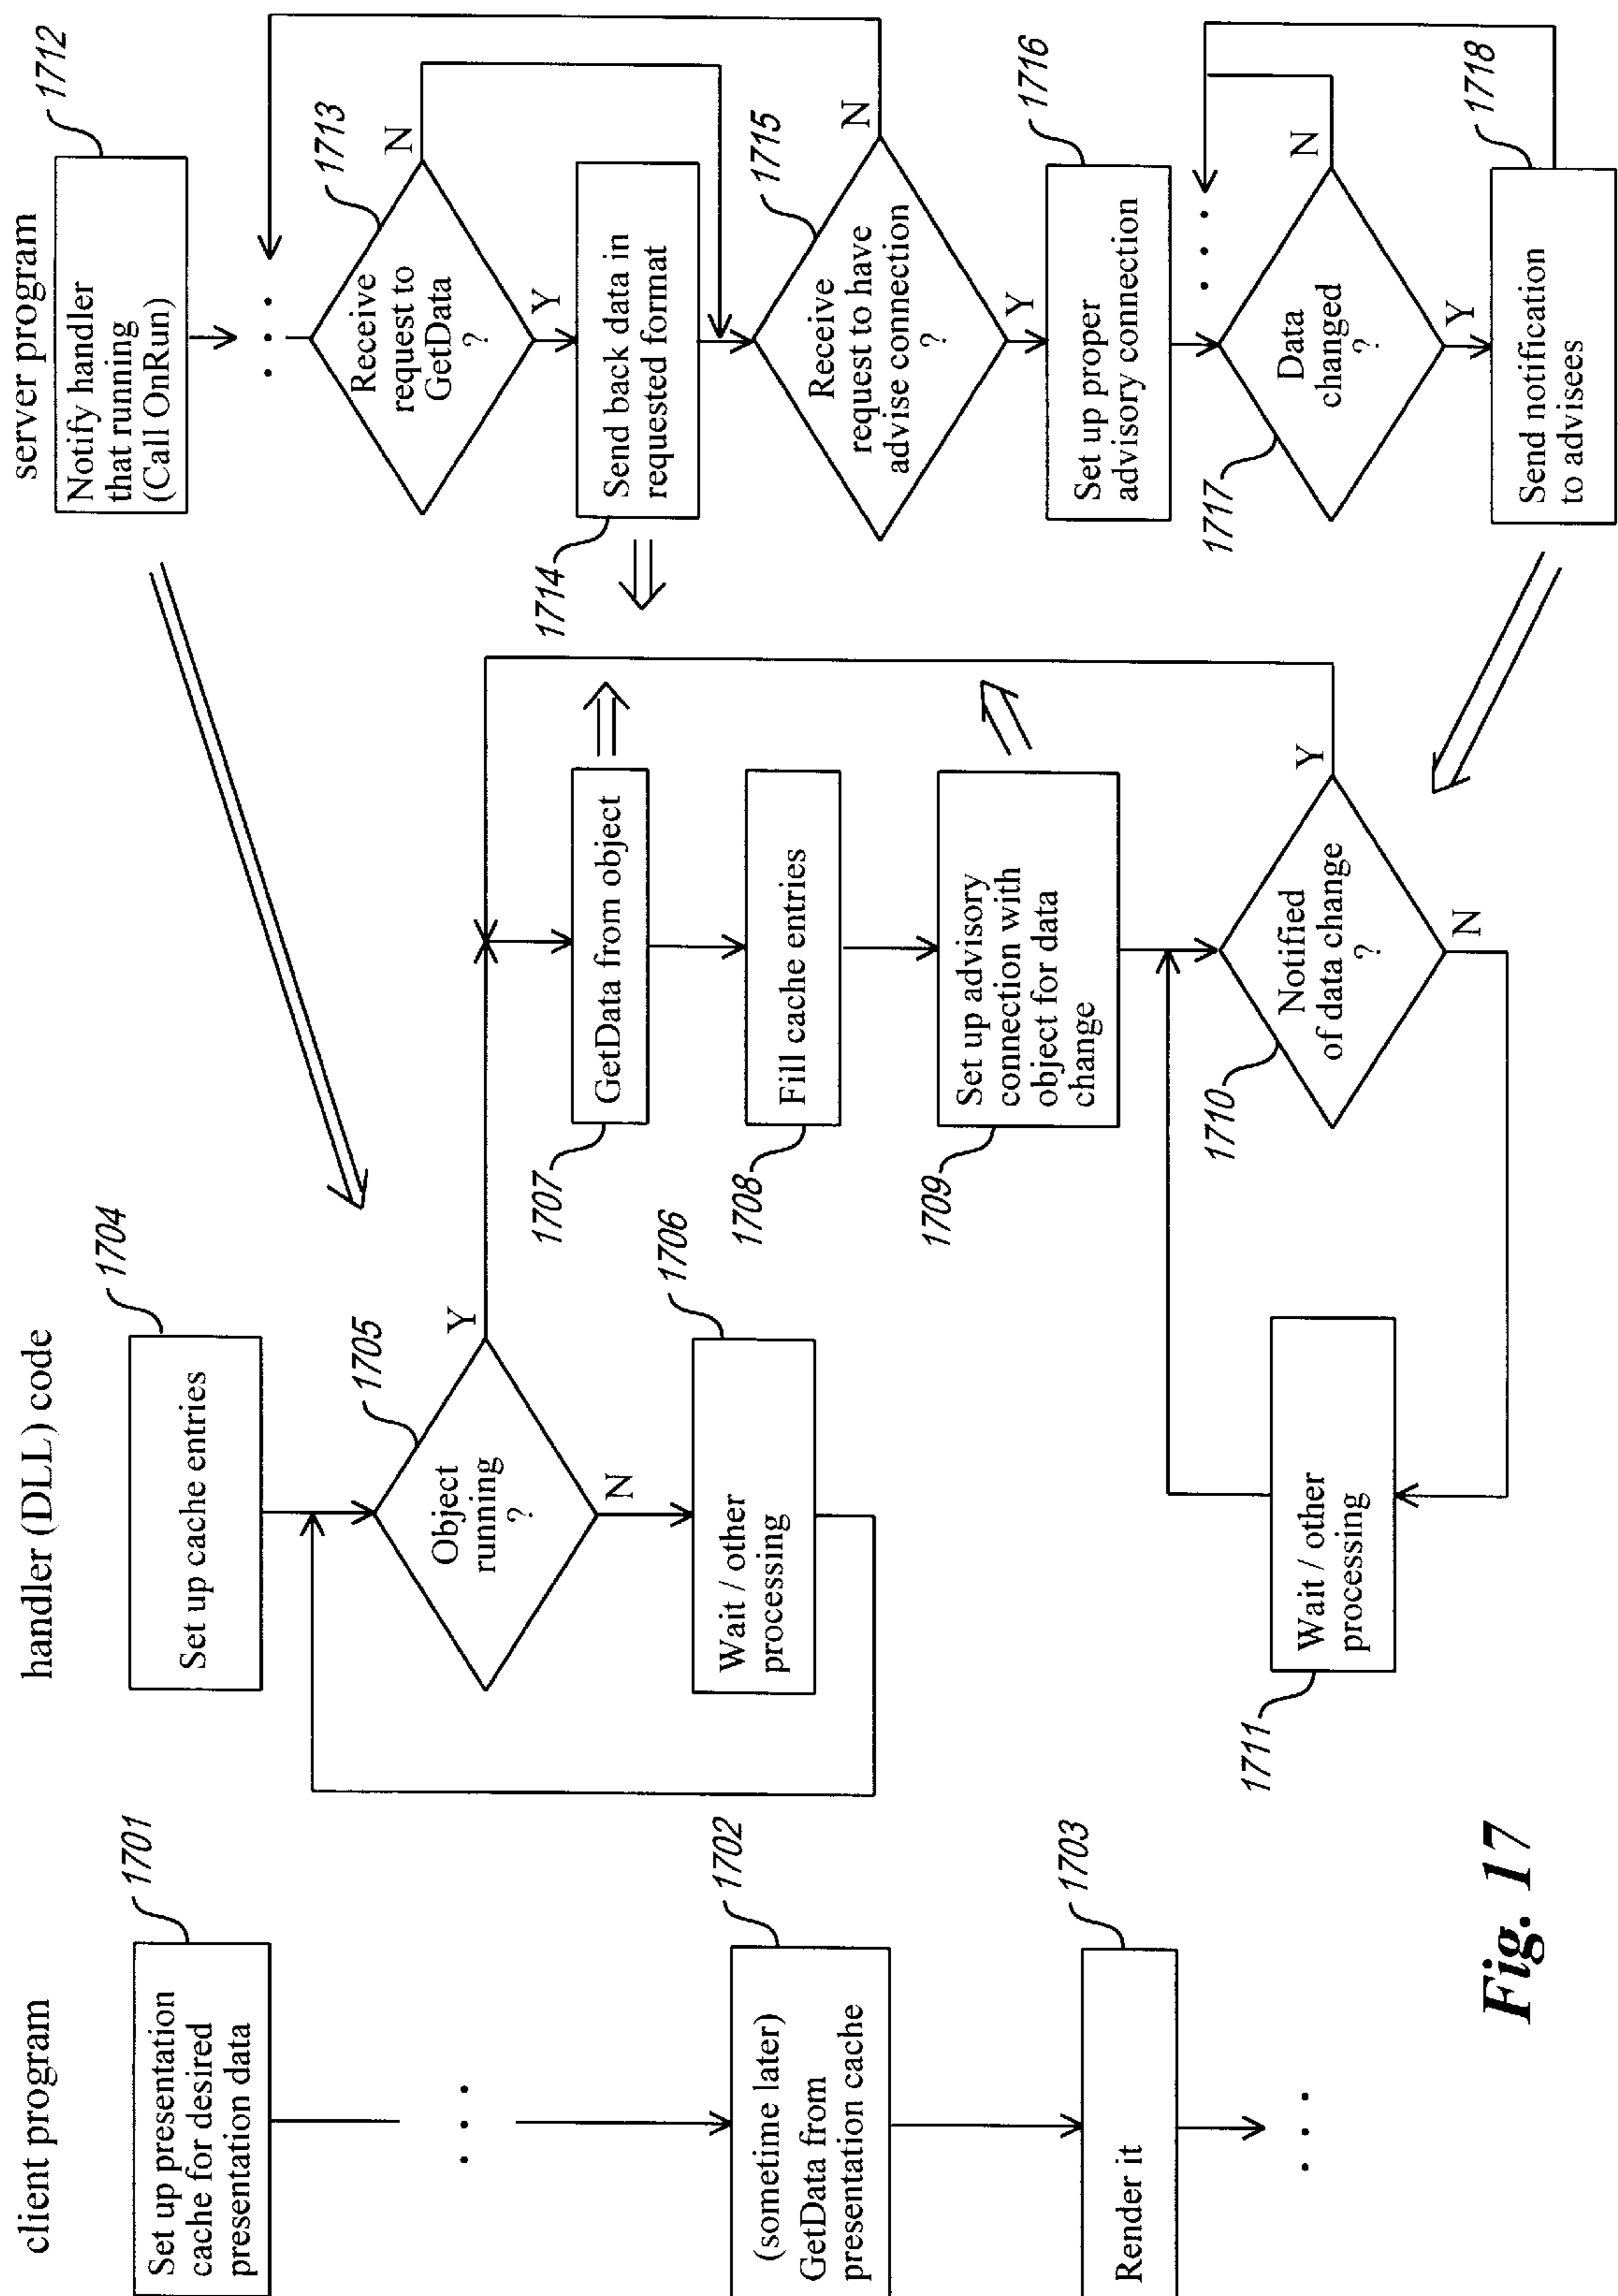 client program
Set up presentation
cache for desired
presentation data
1701
. . .
(sometime later)
GetData from
presentation cache
1702
Render it
1703
. . .
handler (DLL) code
Set up cache entries
1704
Object
running
?
1705
Y
N
Wait / other
processing
1706
GetData from object
1707
Fill cache entries
1708
Set up advisory
connection with
object for data
change
1709
Notified
of data change
?
1710
Y
N
Wait / other
processing
1711
server program
Notify handler
that running
(Call OnRun)
1712
. . .
Receive
request to
GetData
?
1713
N
Y
Send back data in
requested format
1714
Receive
request to have
advise connection
?
1715
N
Y
Set up proper
advisory connection
1716
. . . .
Data
changed
?
1717
N
Y
Send notification
to advisees
1718
Fig. 17